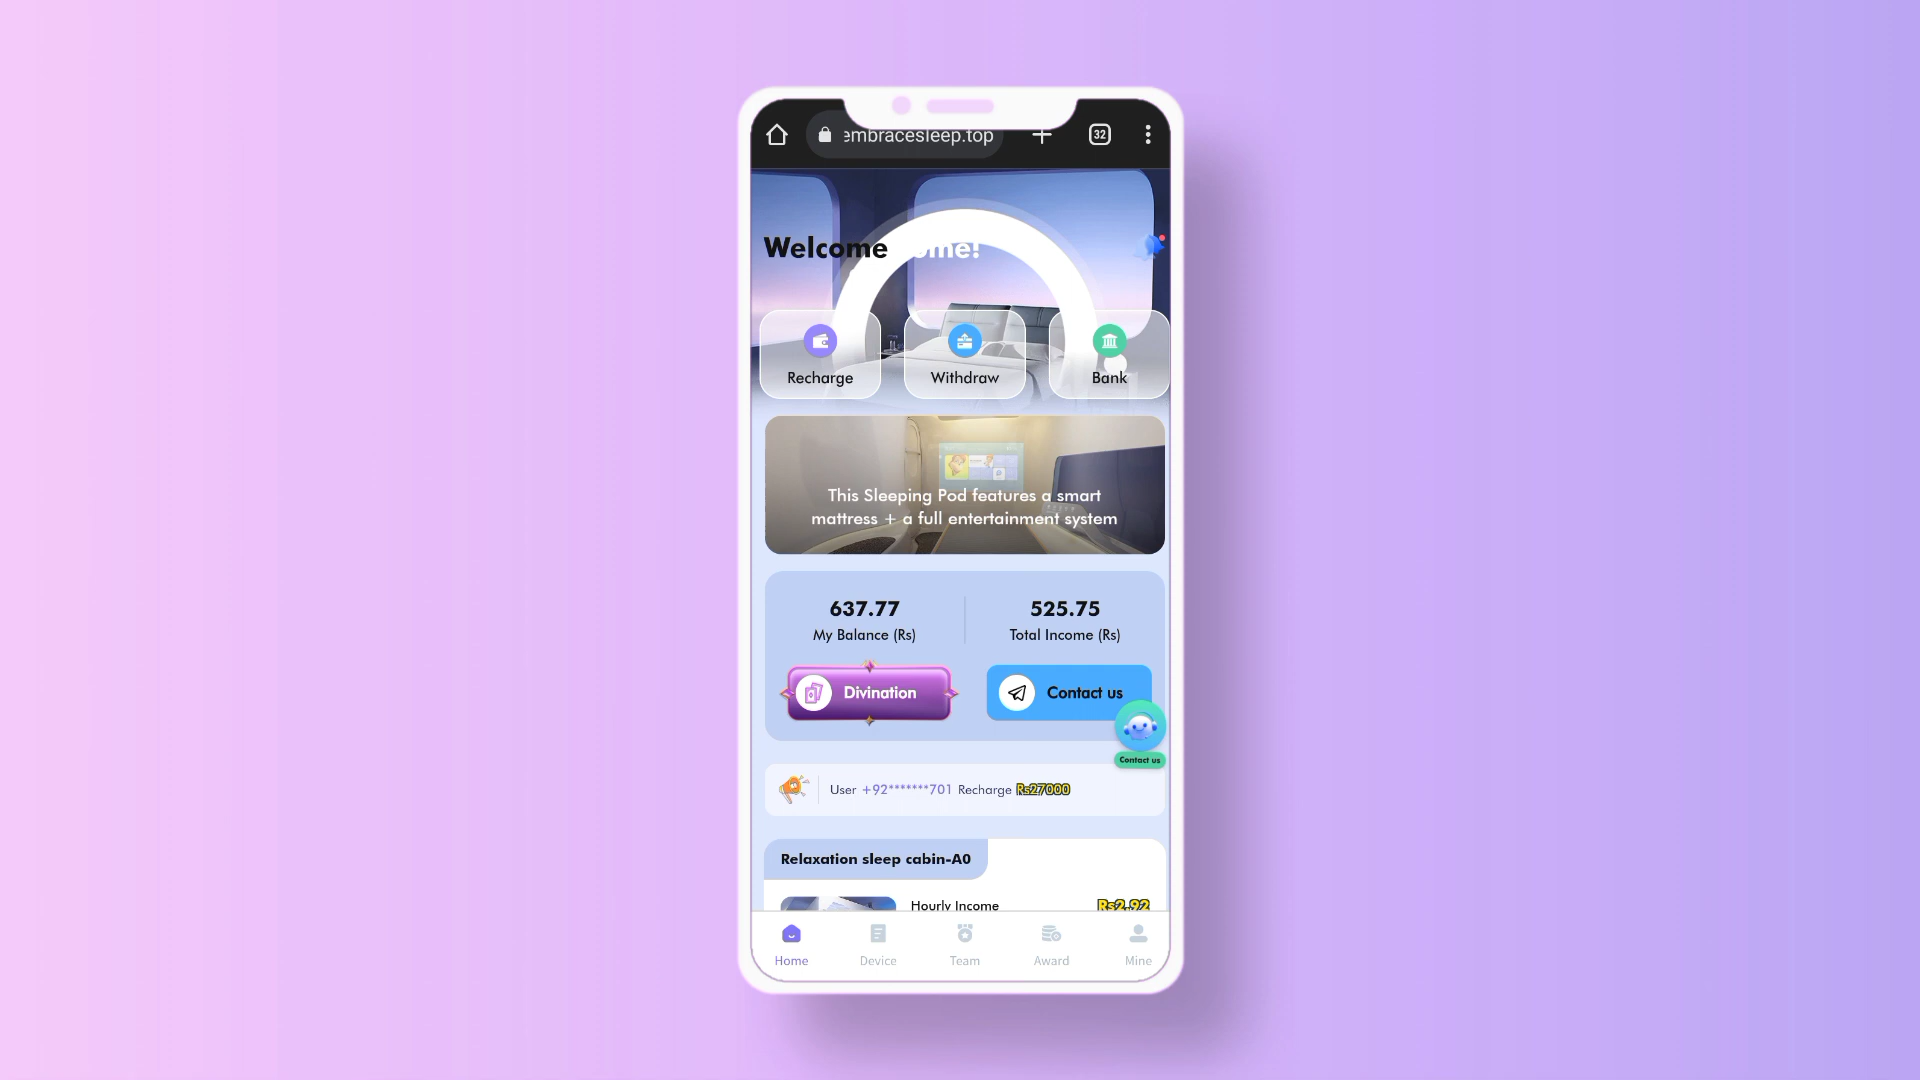 embracesleep.top
32
Welcome ome!
Recharge
Withdraw
Bank
This Sleeping Pod features a smart
mattress + a full entertainment system
637.77
525.75
My Balance (Rs)
Total Income (Rs)
Divination
Contact us
Contact us
User +92*******701 Recharge Rs27000
Relaxation sleep cabin-A0
Hourly Income
Rs2.92
Home
Device
Team
Award
Mine